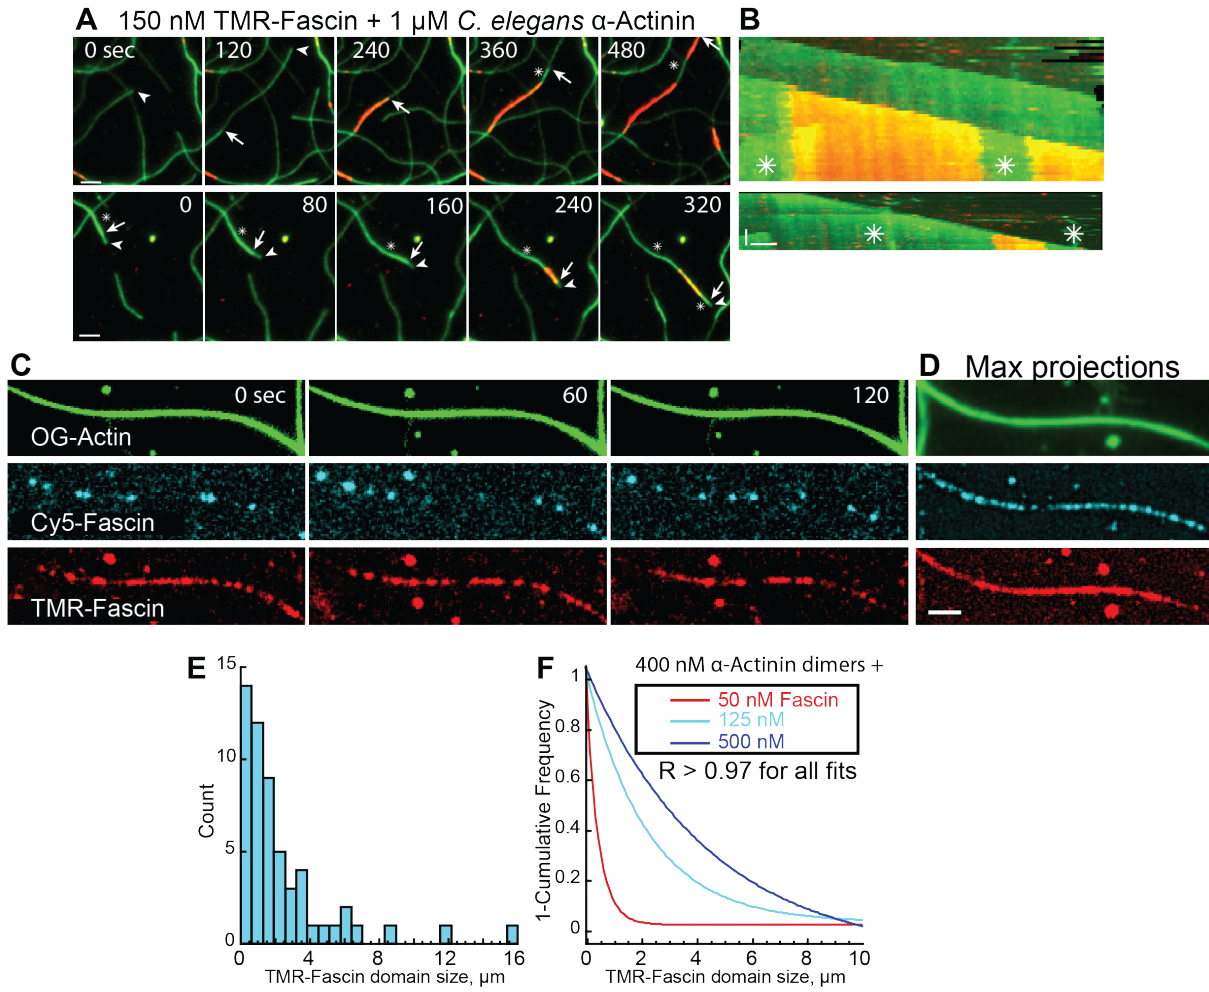 A 150 nM TMR-Fascin + 1 µM C. elegans α-Actinin
B
0 sec 120 240 360 480
0 80 160 240 320
C
D Max projections
0 sec 60 120
OG-Actin
Cy5-Fascin
TMR-Fascin
E
15
10
5
0
Count
0 4 8 12 16
TMR-Fascin domain size, µm
F
400 nM α-Actinin dimers +
50 nM Fascin
125 nM
500 nM
R > 0.97 for all fits
1
0.8
0.6
0.4
0.2
0
1-Cumulative Frequency
0 2 4 6 8 10
TMR-Fascin domain size, µm